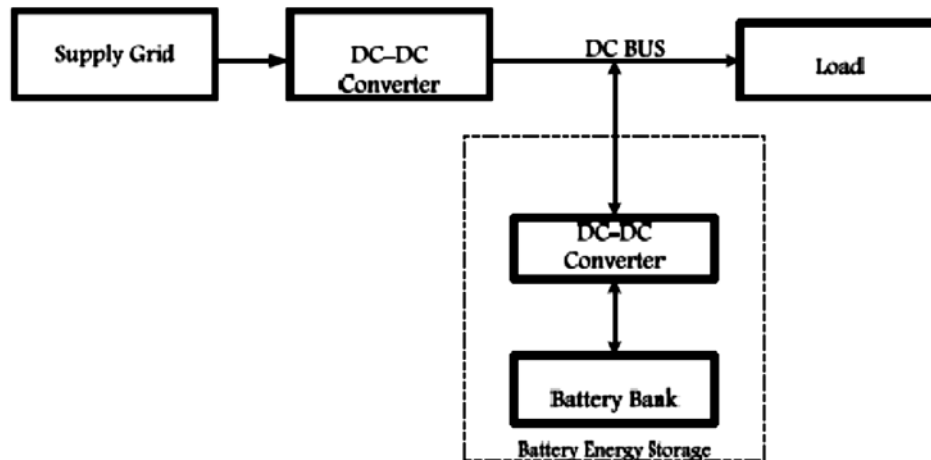 Supply Grid
DC–DC
Converter
DC BUS
Load
DC–DC
Converter
Battery Bank
Battery Energy Storage